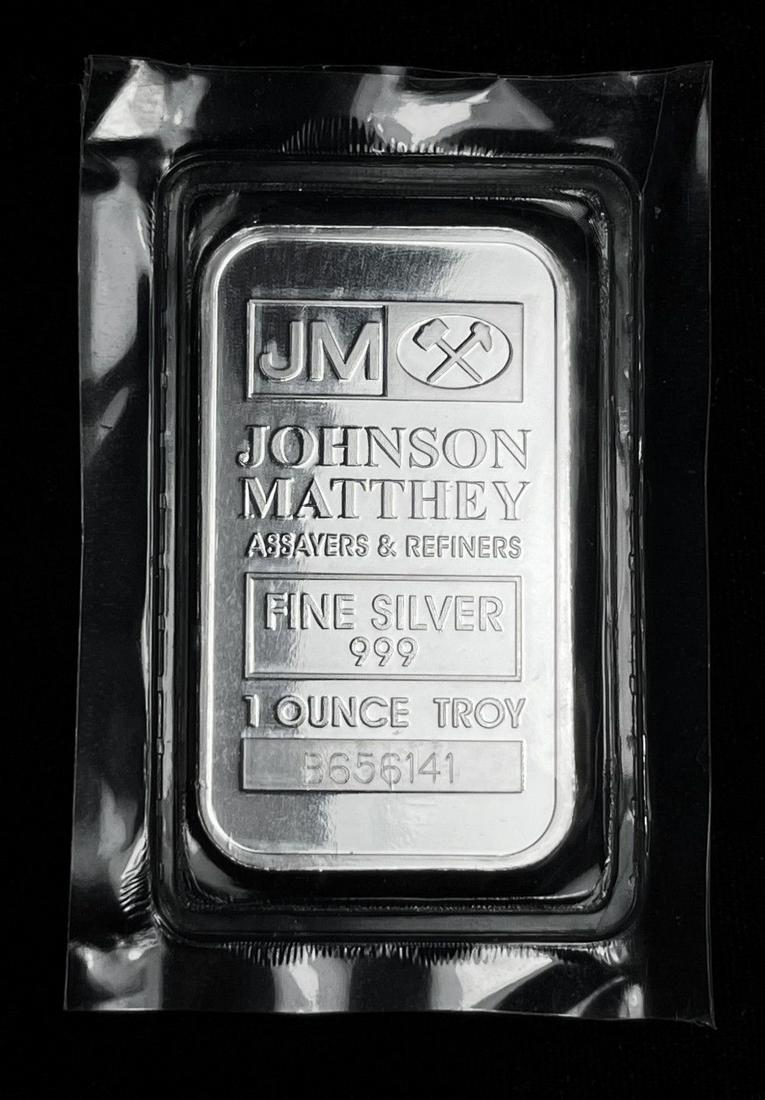 JM
JOHNSON
MATTHEY
ASSAYERS & REFINERS
FINE SILVER
999
1 OUNCE TROY
B656141